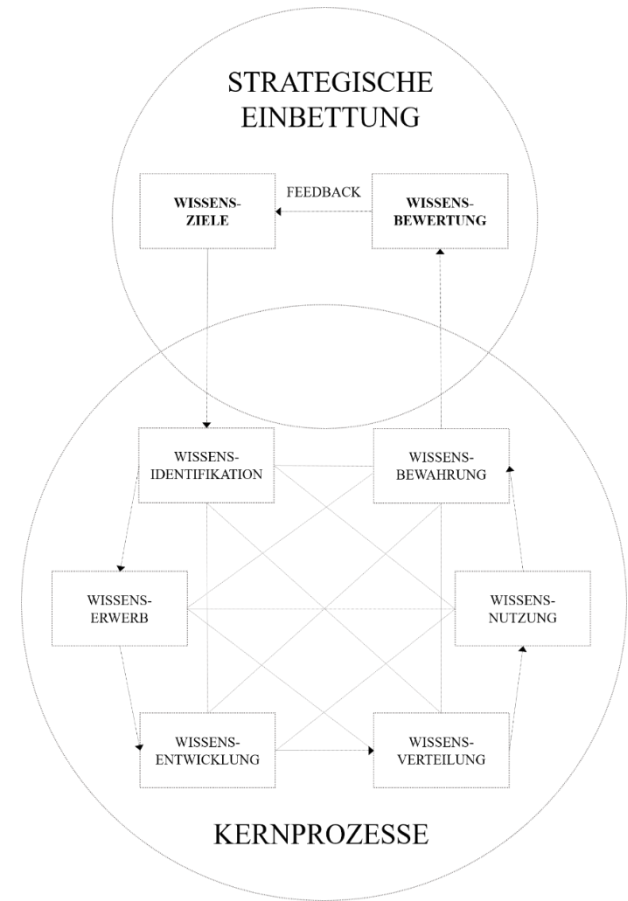 STRATEGISCHE
EINBETTUNG
WISSENS-
ZIELE
FEEDBACK
WISSENS-
BEWERTUNG
WISSENS-
IDENTIFIKATION
WISSENS-
BEWAHRUNG
WISSENS-
ERWERB
WISSENS-
NUTZUNG
WISSENS-
ENTWICKLUNG
WISSENS-
VERTEILUNG
KERNPROZESSE